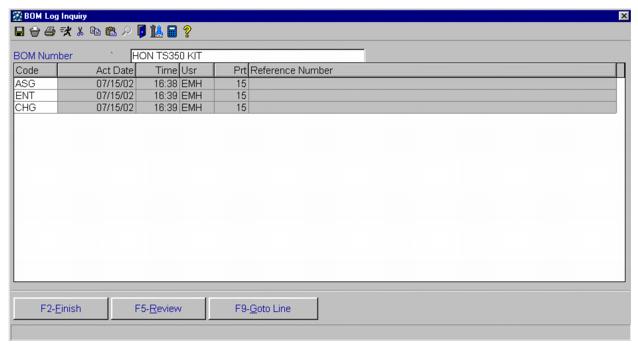 BOM Log Inquiry
BOM Number HON TS350 KIT
Code Act Date Time Usr Prt Reference Number
ASG 07/15/02 16:38 EMH 15
ENT 07/15/02 16:39 EMH 15
CHG 07/15/02 16:39 EMH 15
F2-Finish F5-Review F9-Goto Line